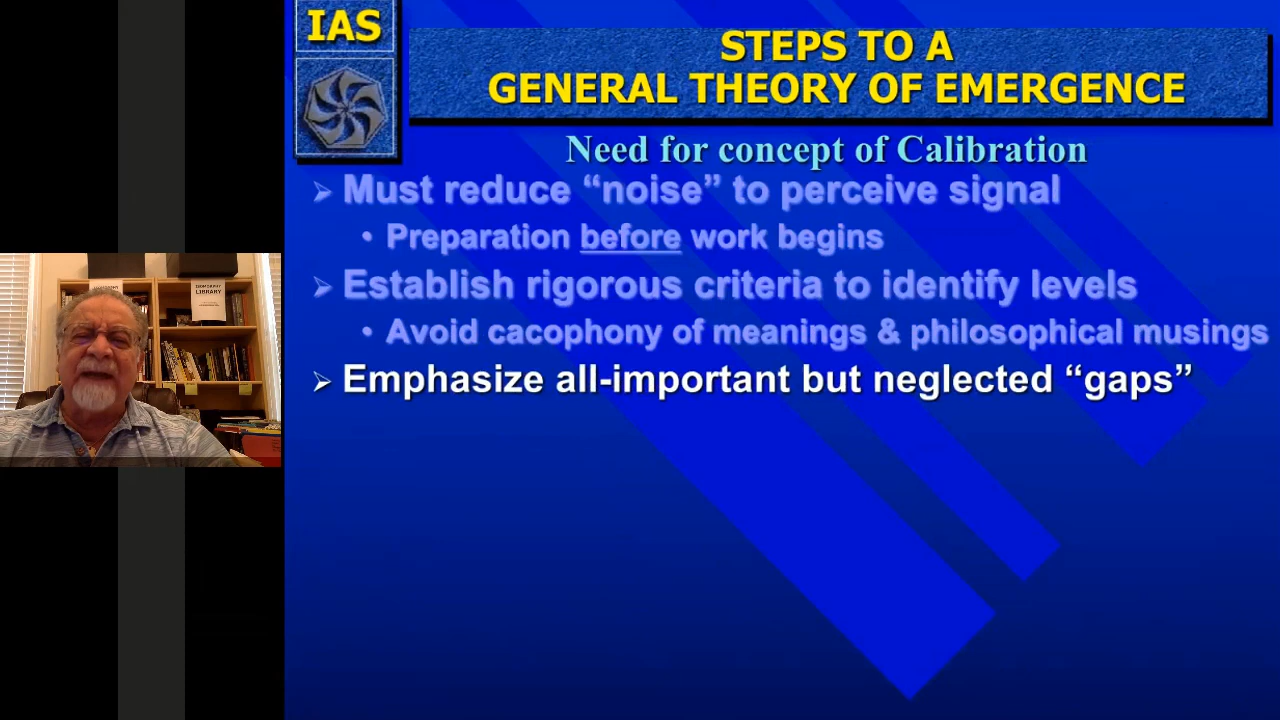 IAS
STEPS TO A
GENERAL THEORY OF EMERGENCE
Need for concept of Calibration
➢ Must reduce “noise” to perceive signal
• Preparation before work begins
➢ Establish rigorous criteria to identify levels
• Avoid cacophony of meanings & philosophical musings
➢ Emphasize all-important but neglected “gaps”
LIBRARY